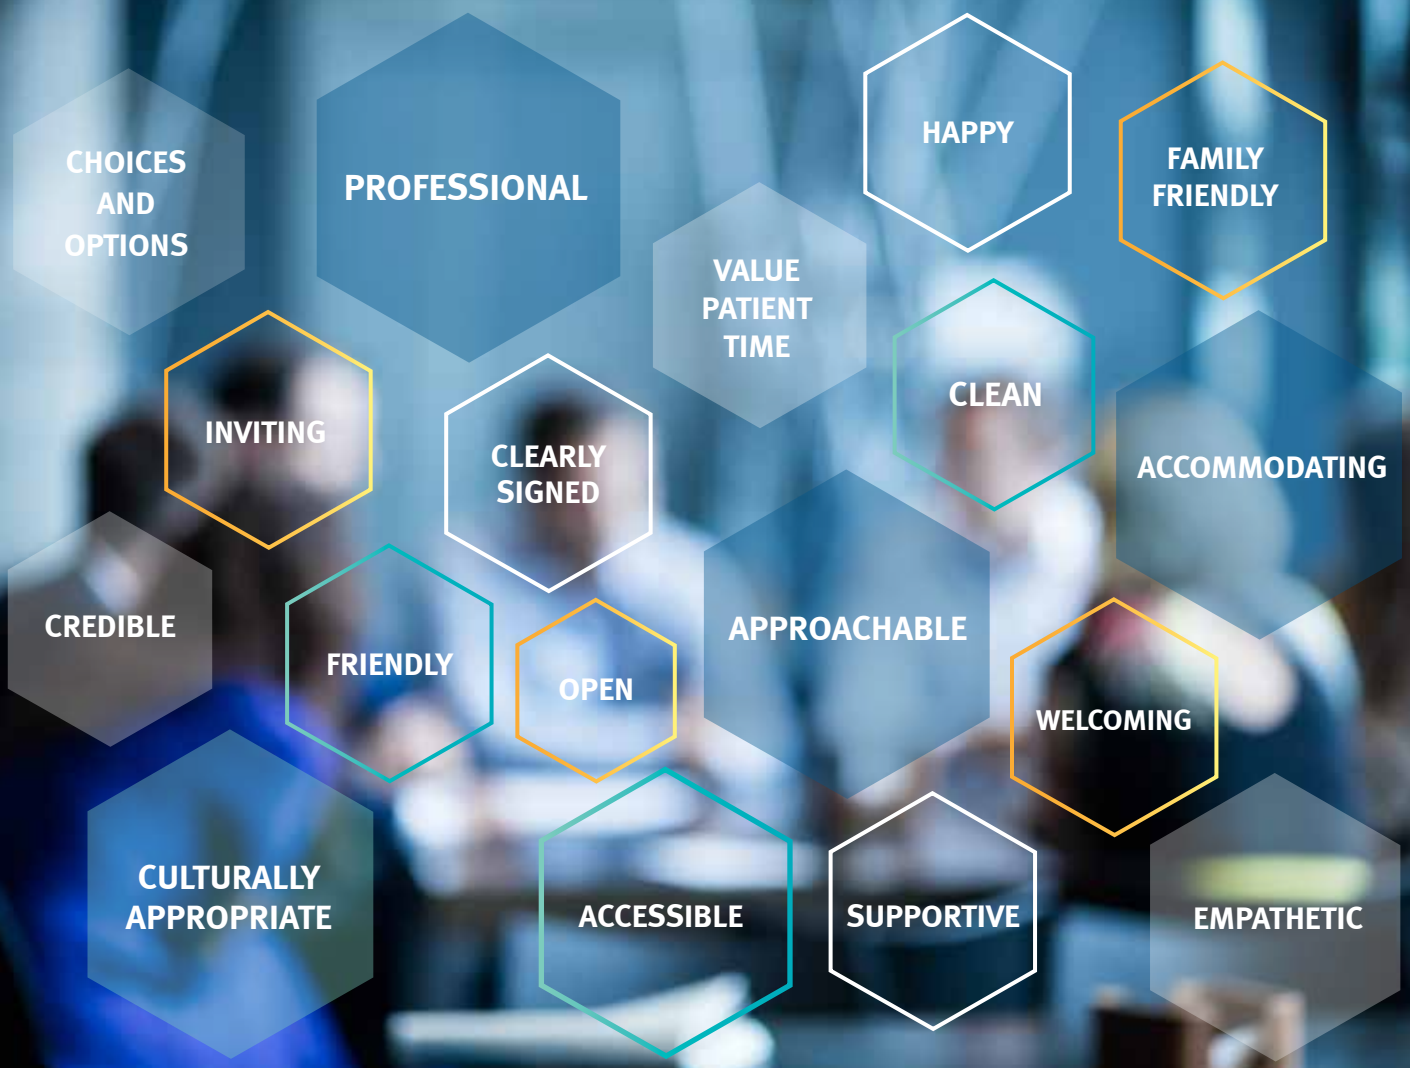 CHOICES
AND
OPTIONS
PROFESSIONAL
HAPPY
FAMILY
FRIENDLY
VALUE
PATIENT
TIME
INVITING
CLEARLY
SIGNED
CLEAN
ACCOMMODATING
CREDIBLE
FRIENDLY
OPEN
APPROACHABLE
WELCOMING
CULTURALLY
APPROPRIATE
ACCESSIBLE
SUPPORTIVE
EMPATHETIC